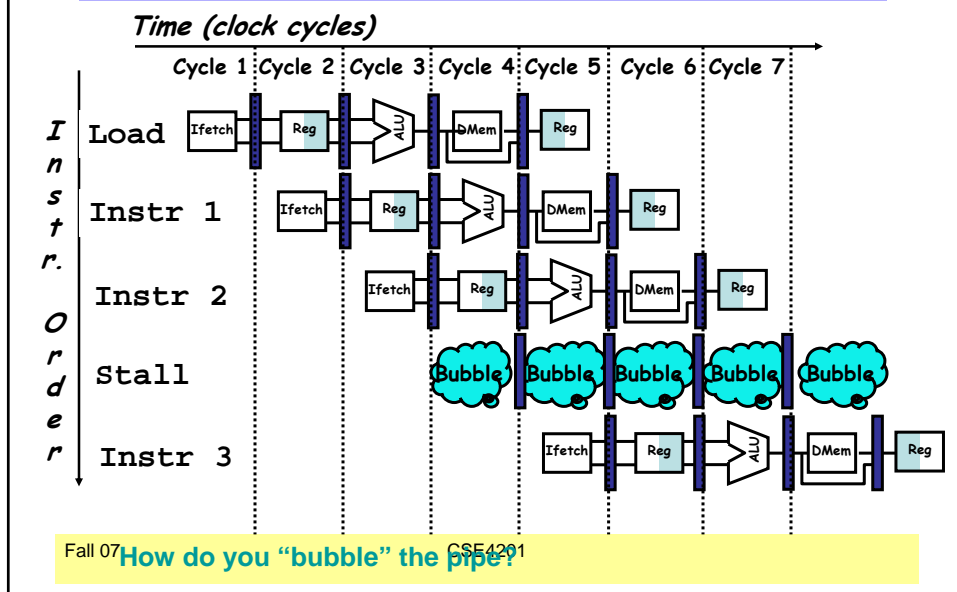 Time (clock cycles)
Cycle 1 Cycle 2 Cycle 3 Cycle 4 Cycle 5 Cycle 6 Cycle 7
Instr. Order
Load Ifetch Reg ALU DMem Reg
Instr 1 Ifetch Reg ALU DMem Reg
Instr 2 Ifetch Reg ALU DMem Reg
Stall Bubble Bubble Bubble Bubble Bubble
Instr 3 Ifetch Reg ALU DMem Reg
Fall 07 CSE4201
How do you “bubble” the pipe?